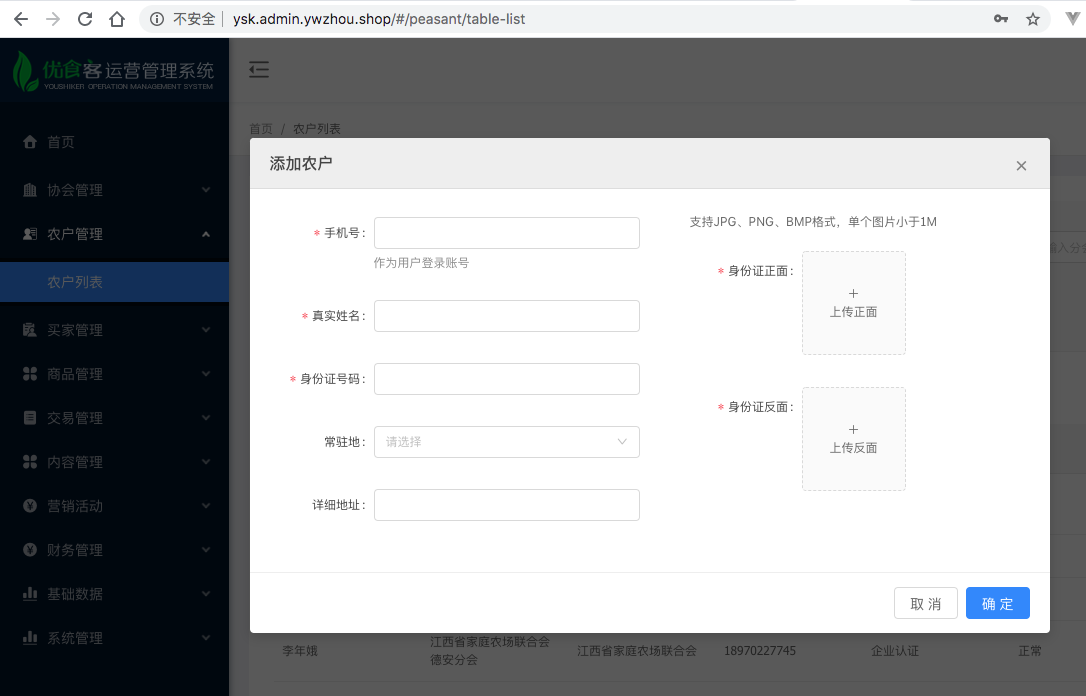 不安全
ysk.admin.ywzhou.shop/#/peasant/table-list
优食客运营管理系统
YOUSHIKER OPERATION MANAGEMENT SYSTEM
首页
协会管理
农户管理
农户列表
买家管理
商品管理
交易管理
内容管理
营销活动
财务管理
基础数据
系统管理
首页 / 农户列表
添加农户
* 手机号:
作为用户登录账号
* 真实姓名:
* 身份证号码:
常驻地:
请选择
详细地址:
支持JPG、PNG、BMP格式，单个图片小于1M
* 身份证正面:
+
上传正面
* 身份证反面:
+
上传反面
取 消
确 定
李年娥
江西省家庭农场联合会
德安分会
江西省家庭农场联合会
18970227745
企业认证
正常